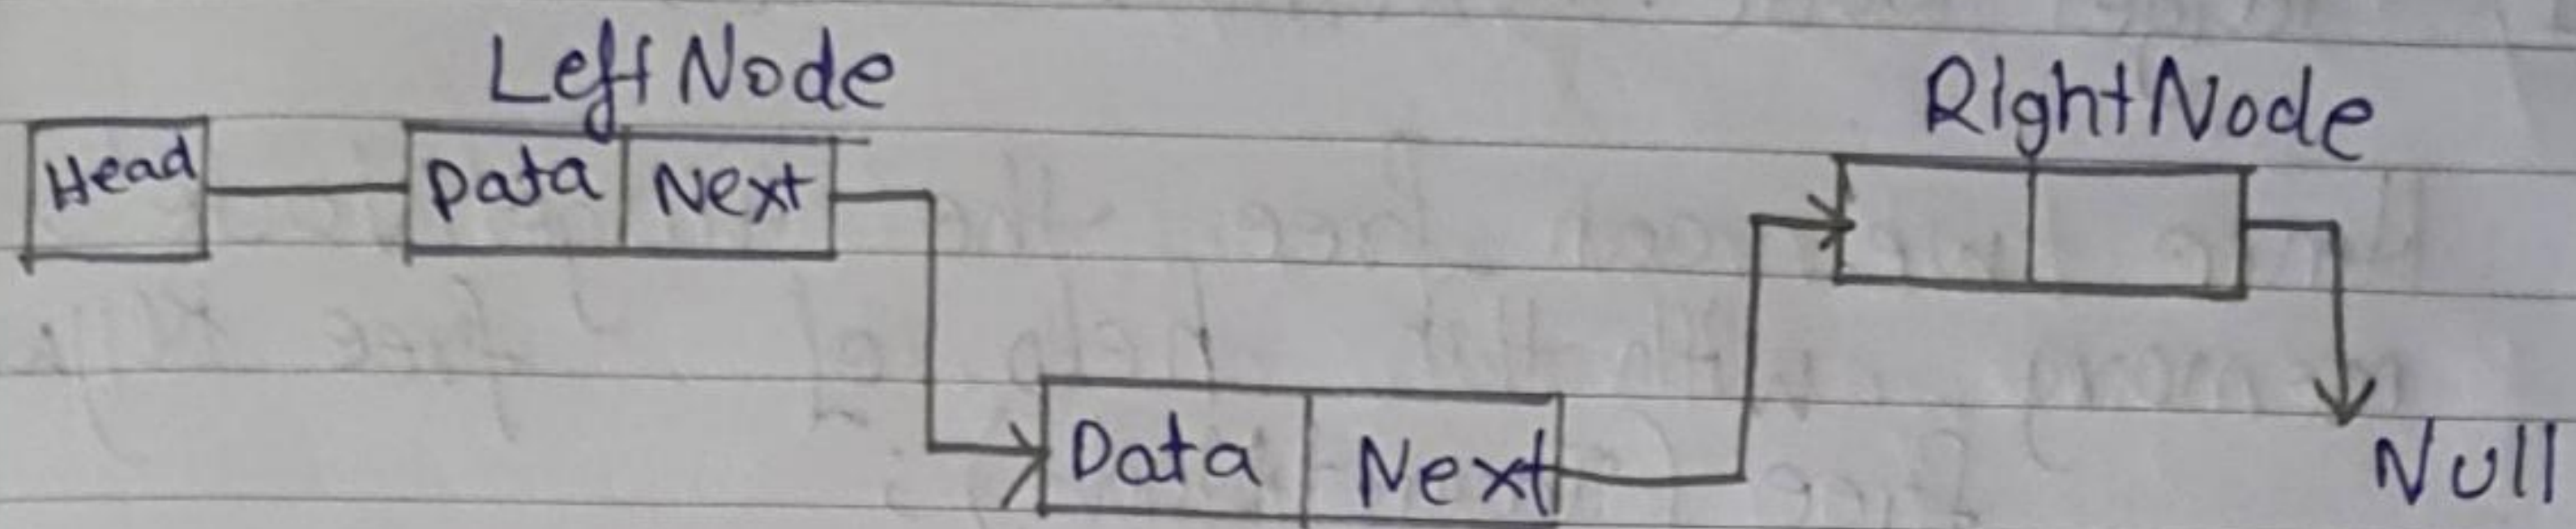 Left Node
Right Node
Head
Data
Next
Data
Next
Null